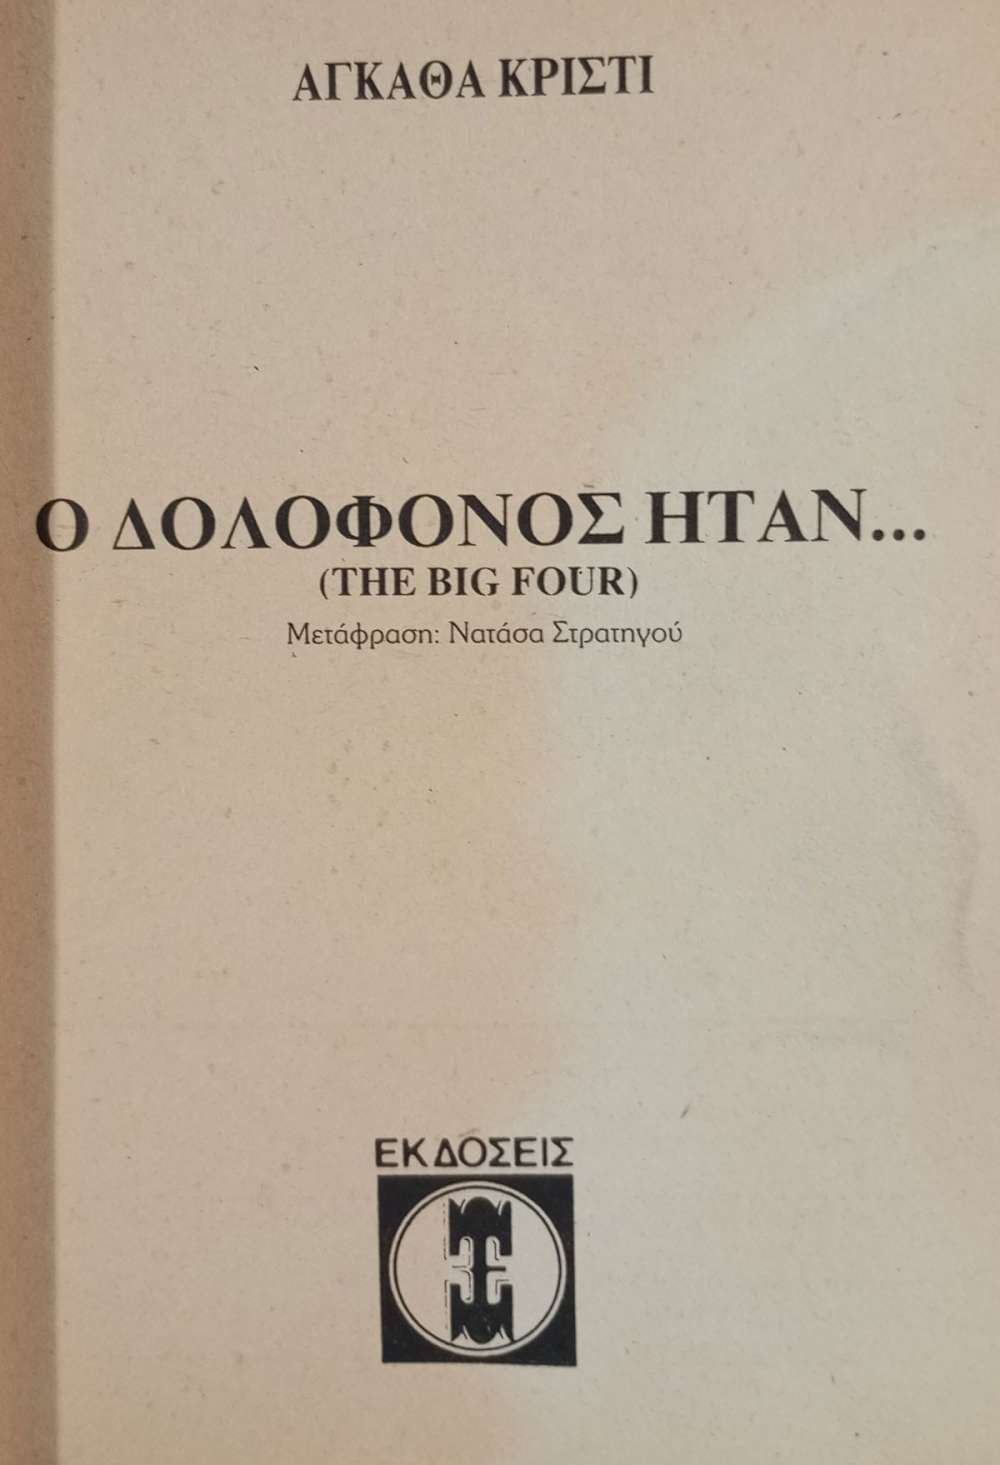 ΑΓΚΑΘΑ ΚΡΙΣΤΙ
Ο ΔΟΛΟΦΟΝΟΣ ΗΤΑΝ...
(THE BIG FOUR)
Μετάφραση: Νατάσα Στρατηγού
ΕΚΔΟΣΕΙΣ